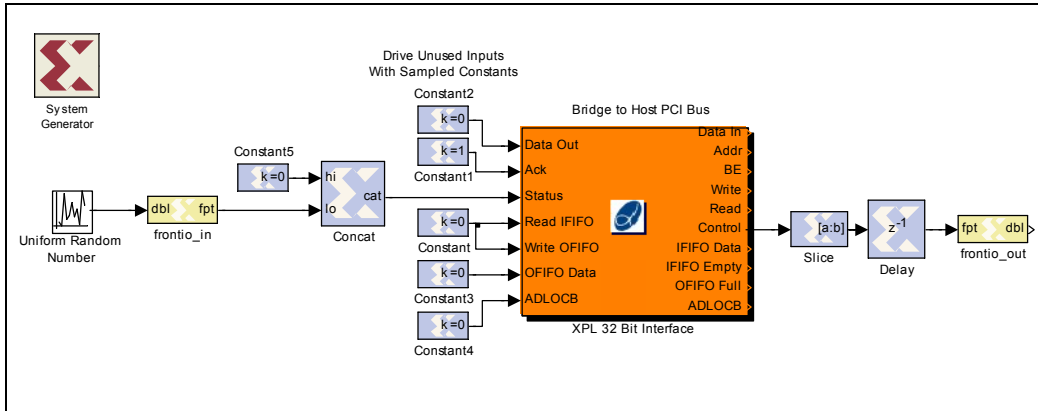 System
Generator
Drive Unused Inputs
With Sampled Constants
Constant2
k =0
k =1
Constant1
Constant5
k =0
hi
lo
cat
Concat
Uniform Random
Number
dbl fpt
frontio_in
k =0
Constant
k =0
Constant3
k =0
Constant4
Bridge to Host PCI Bus
Data Out
Ack
Status
Read IFIFO
Write OFIFO
OFIFO Data
ADLOCB
Data In
Addr
BE
Write
Read
Control
IFIFO Data
IFIFO Empty
OFIFO Full
ADLOCB
XPL 32 Bit Interface
[a:b]
Slice
z-1
Delay
fpt dbl
frontio_out